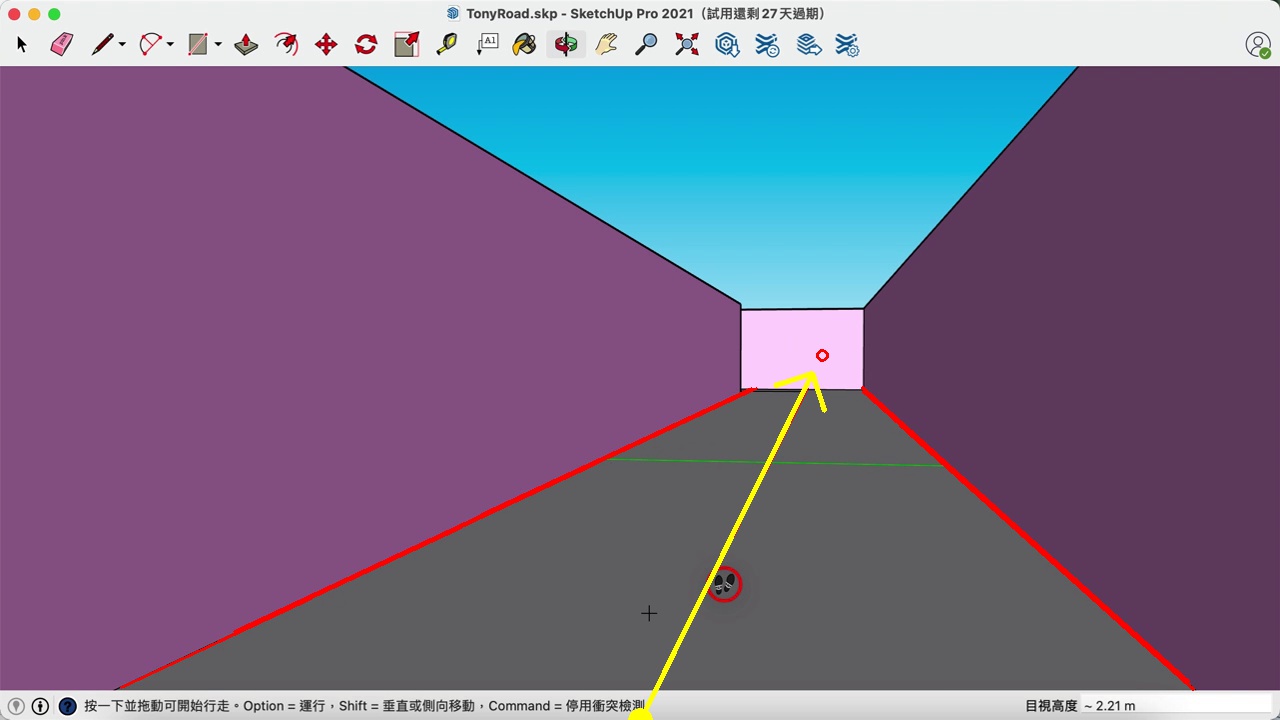 TonyRoad.skp - SketchUp Pro 2021（試用還剩 27 天過期）
A1
按一下並拖動可開始行走。Option = 運行，Shift = 垂直或側向移動，Command = 停用衝突檢測
目視高度 ~ 2.21 m